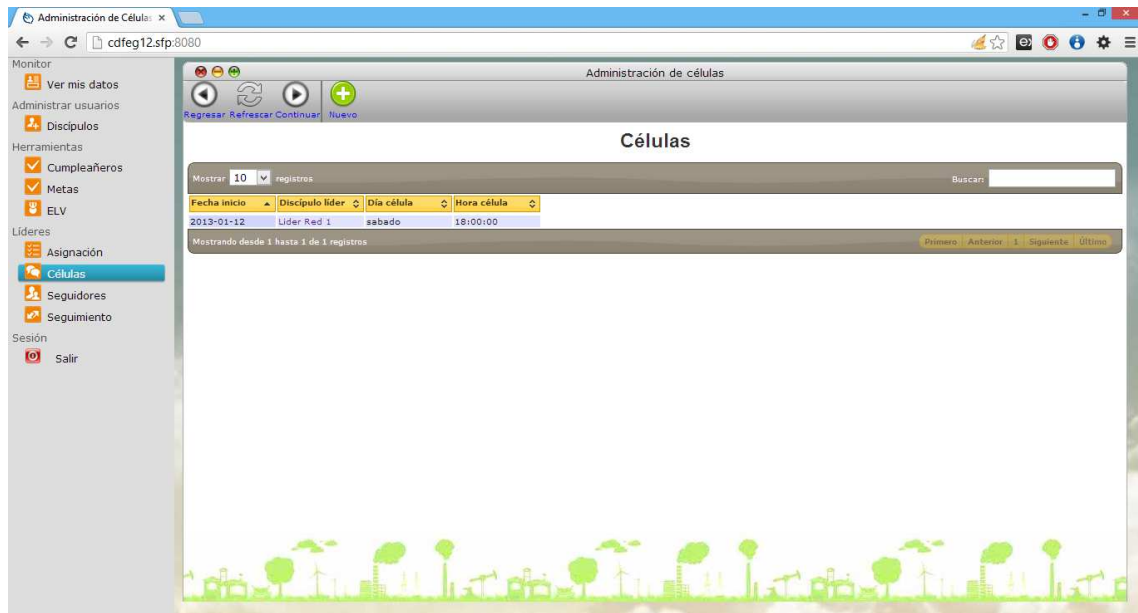 Administración de Células
cdfeg12.sfp:8080
Monitor
Ver mis datos
Administrar usuarios
Discípulos
Herramientas
Cumpleañeros
Metas
ELV
Líderes
Asignación
Células
Seguidores
Seguimiento
Sesión
Salir
Administración de células
Regresar Refrescar Continuar Nuevo
Células
Mostrar 10 registros
Buscar:
Fecha inicio Discípulo líder Día célula Hora célula
2013-01-12 Lider Red 1 sabado 18:00:00
Mostrando desde 1 hasta 1 de 1 registros
Primero Anterior 1 Siguiente Último